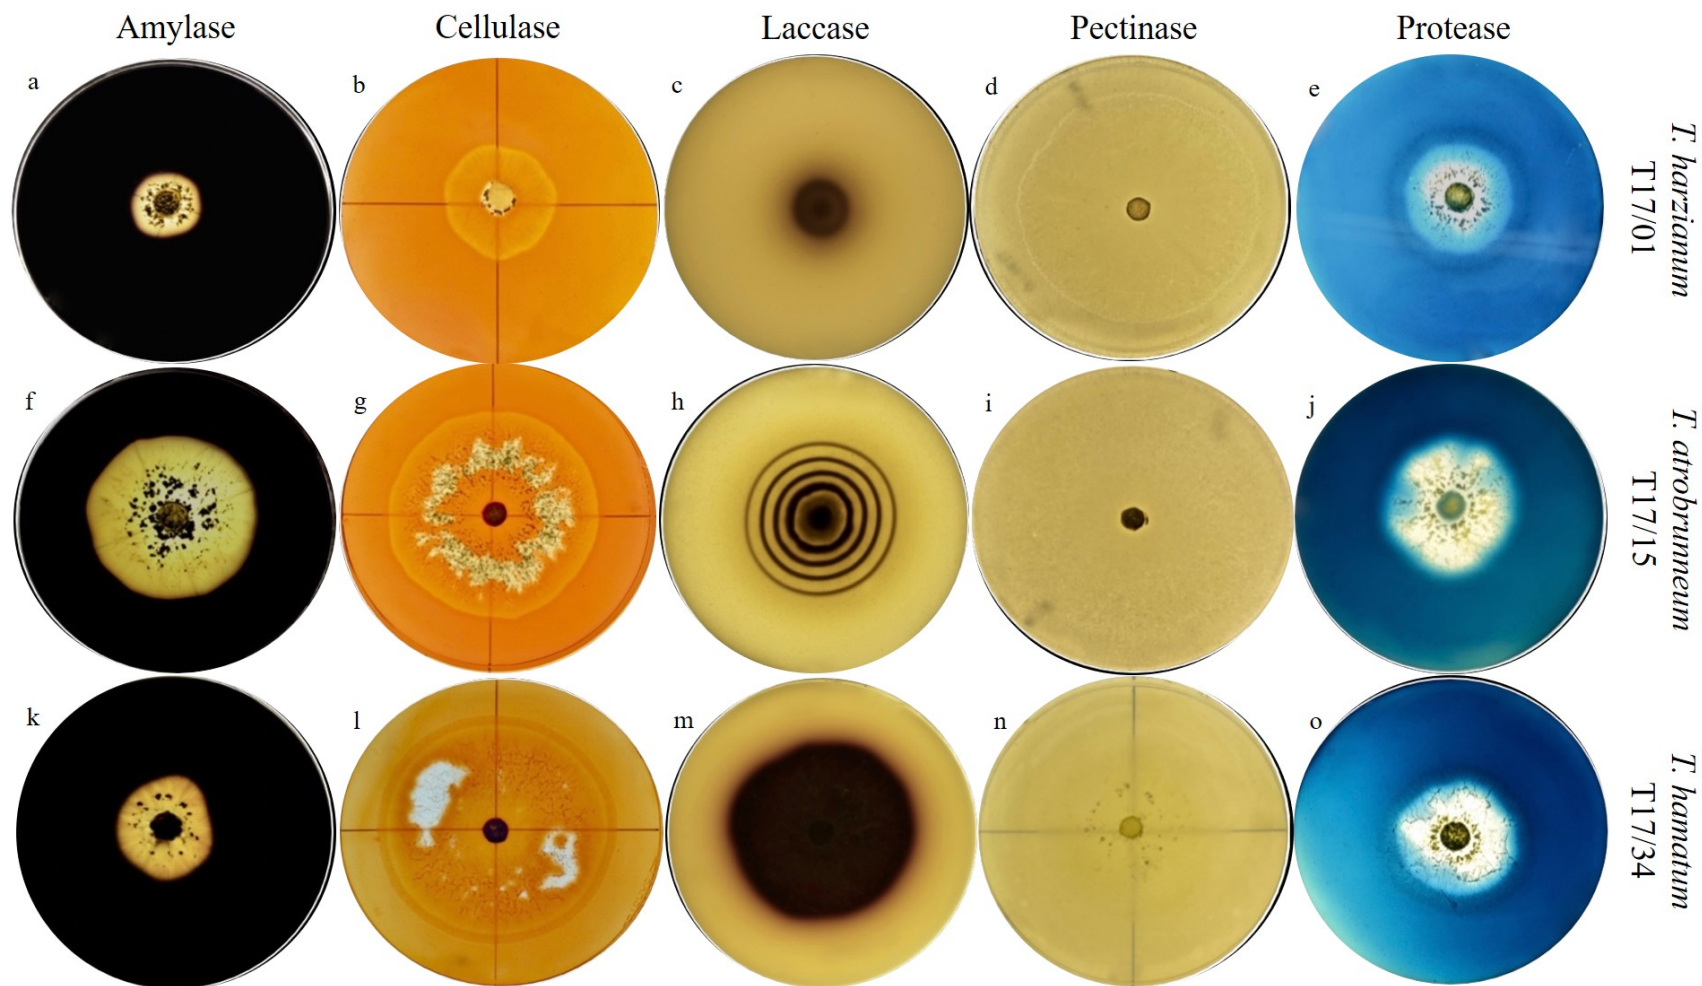 Amylase
Cellulase
Laccase
Pectinase
Protease
a
b
c
d
e
T. harzianum
T17/01
f
g
h
i
j
T. atrobrunneum
T17/15
k
l
m
n
o
T. hamatum
T17/34